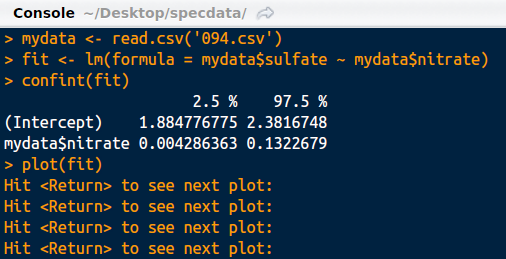 Console ~/Desktop/specdata/
> mydata <- read.csv('094.csv')
> fit <- lm(formula = mydata$sulfate ~ mydata$nitrate)
> confint(fit)
2.5 % 97.5 %
(Intercept) 1.884776775 2.3816748
mydata$nitrate 0.004286363 0.1322679
> plot(fit)
Hit <Return> to see next plot:
Hit <Return> to see next plot:
Hit <Return> to see next plot:
Hit <Return> to see next plot: